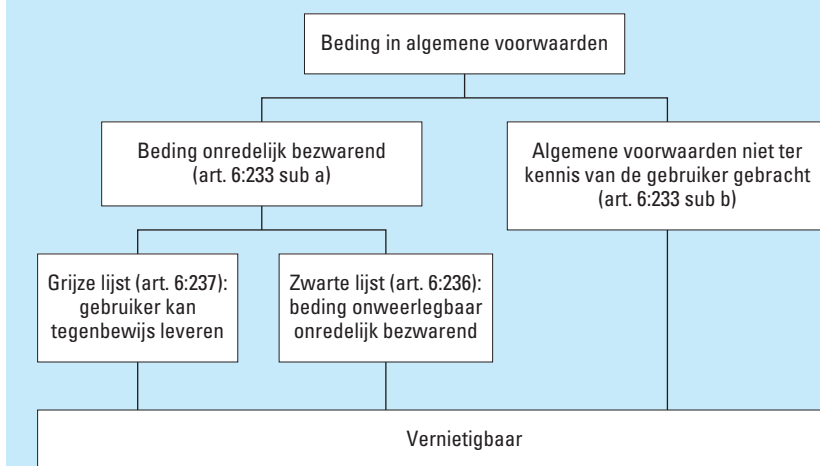 Beding in algemene voorwaarden
Beding onredelijk bezwarend
(art. 6:233 sub a)
Algemene voorwaarden niet ter
kennis van de gebruiker gebracht
(art. 6:233 sub b)
Grijze lijst (art. 6:237):
gebruiker kan
tegenbewijs leveren
Zwarte lijst (art. 6:236):
beding onweerlegbaar
onredelijk bezwarend
Vernietigbaar